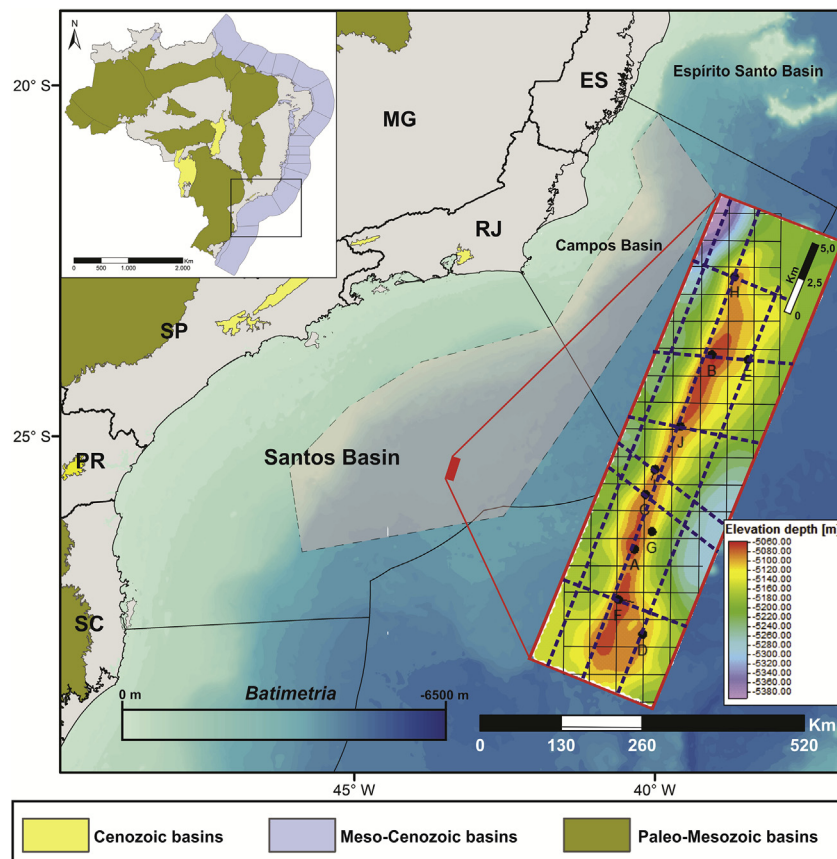 N
Km
0 500 1.000 2.000
20° S
25° S
ES
MG
RJ
SP
PR
SC
Espírito Santo Basin
Campos Basin
Santos Basin
5,0
Km
2,5
0
H
B
E
J
I
C
G
A
F
D
Elevation depth [m]
-5060.00
-5080.00
-5100.00
-5120.00
-5140.00
-5160.00
-5180.00
-5200.00
-5220.00
-5240.00
-5260.00
-5280.00
-5300.00
-5320.00
-5340.00
-5360.00
-5380.00
0 m Batimetria -6500 m
Km
0 130 260 520
45° W 40° W
Cenozoic basins Meso-Cenozoic basins Paleo-Mesozoic basins